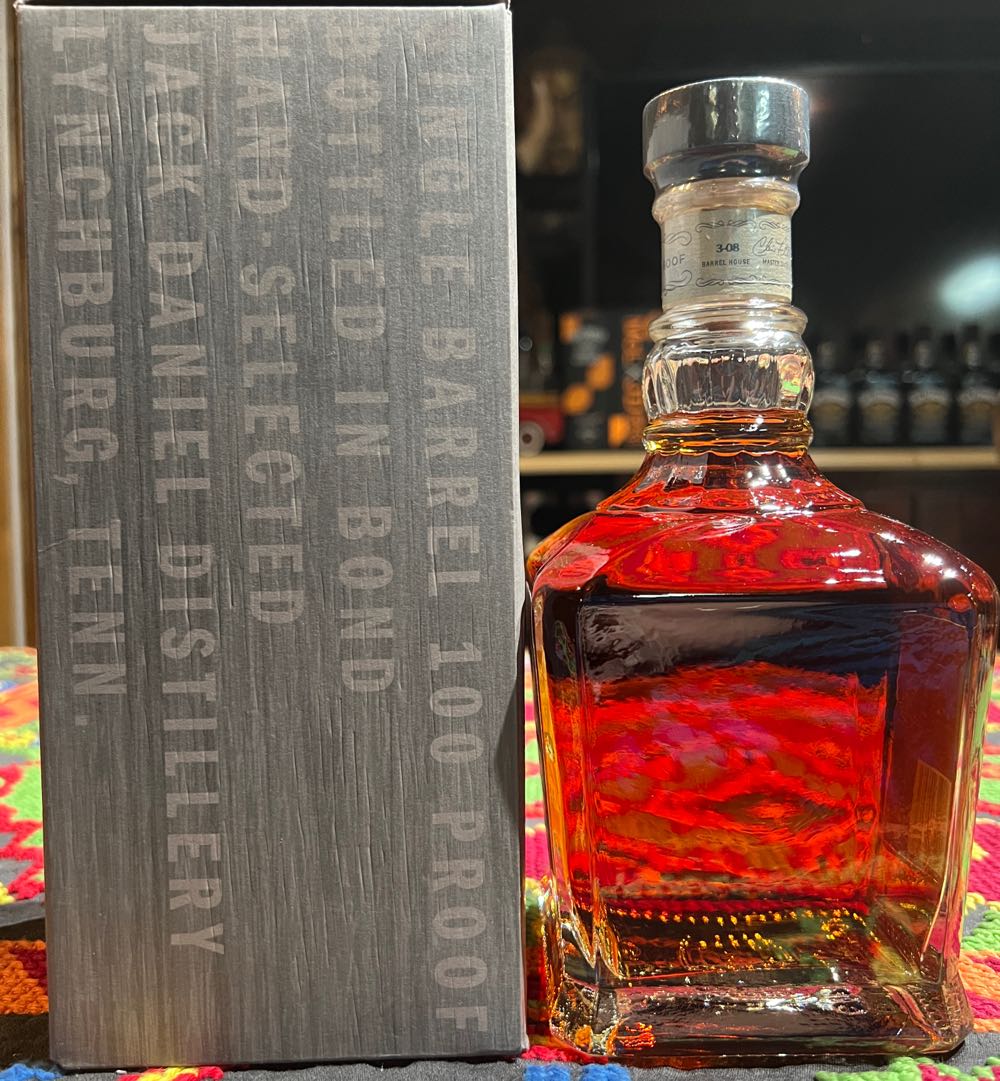 SINGLE BARREL 100 PROOF
BOTTLED IN BOND
HAND-SELECTED
JACK DANIEL DISTILLERY
LYNCHBURG, TENN.
OOF
3-08
BARREL HOUSE
MASTER